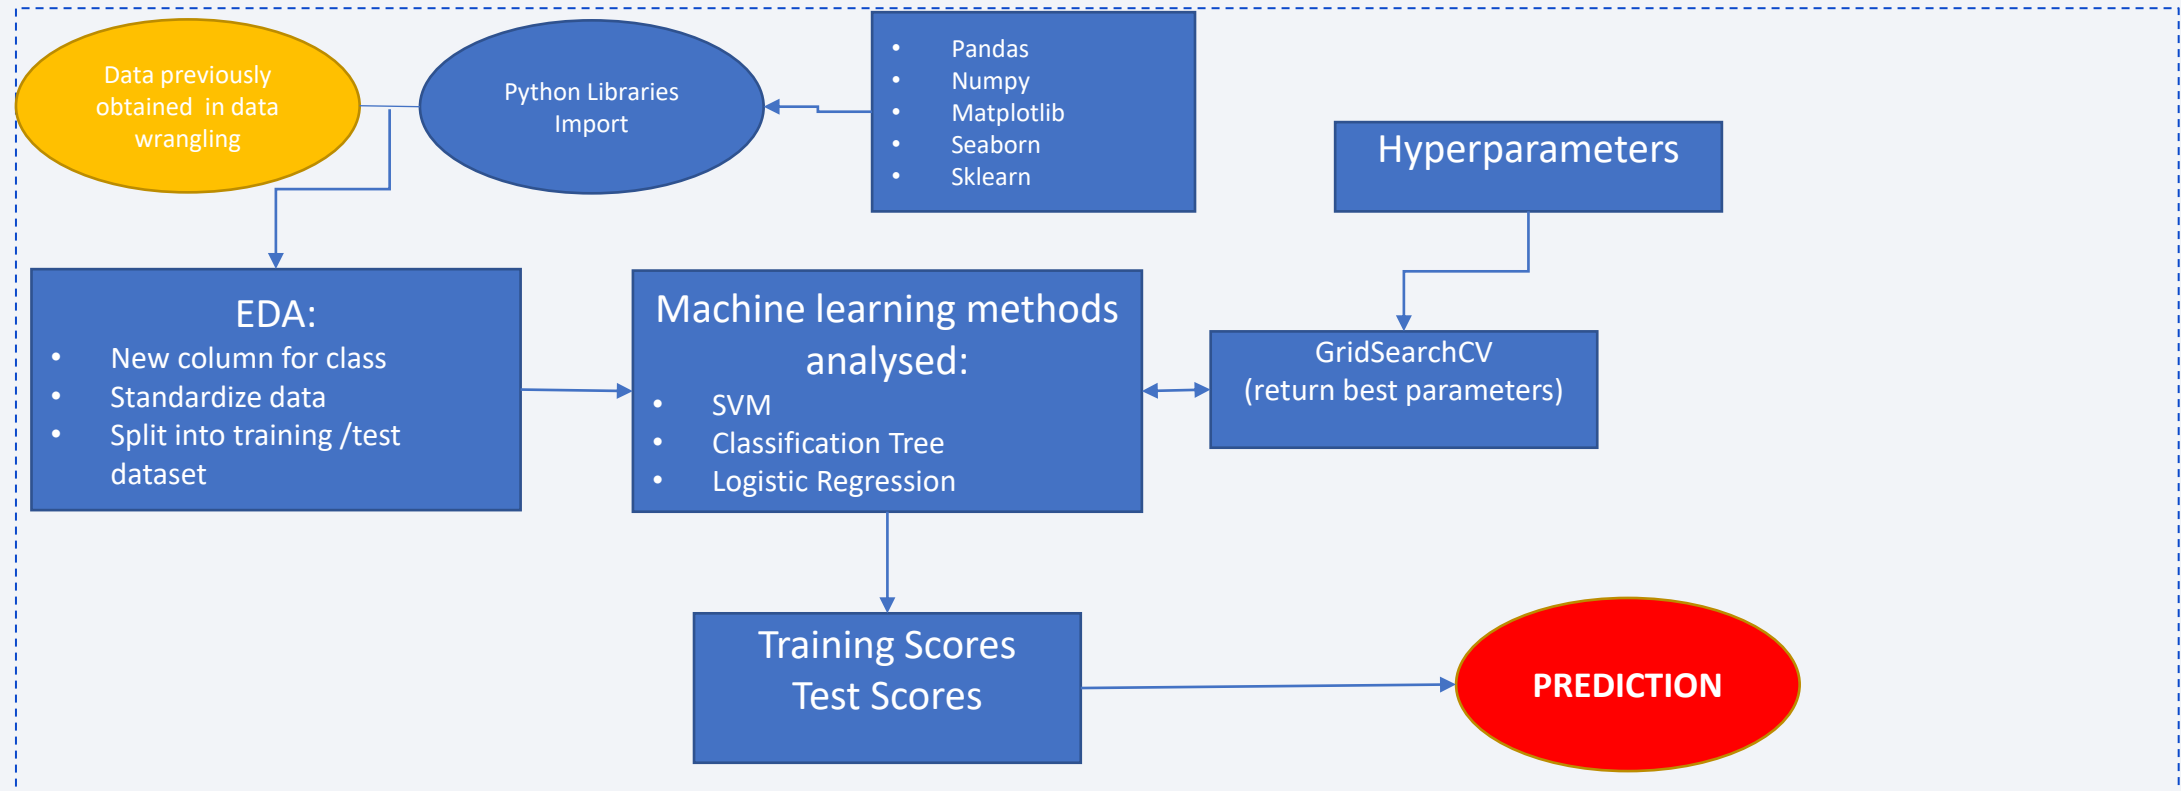 Data previously
obtained in data
wrangling
Python Libraries
Import
• Pandas
• Numpy
• Matplotlib
• Seaborn
• Sklearn
Hyperparameters
EDA:
• New column for class
• Standardize data
• Split into training /test
dataset
Machine learning methods
analysed:
• SVM
• Classification Tree
• Logistic Regression
GridSearchCV
(return best parameters)
Training Scores
Test Scores
PREDICTION